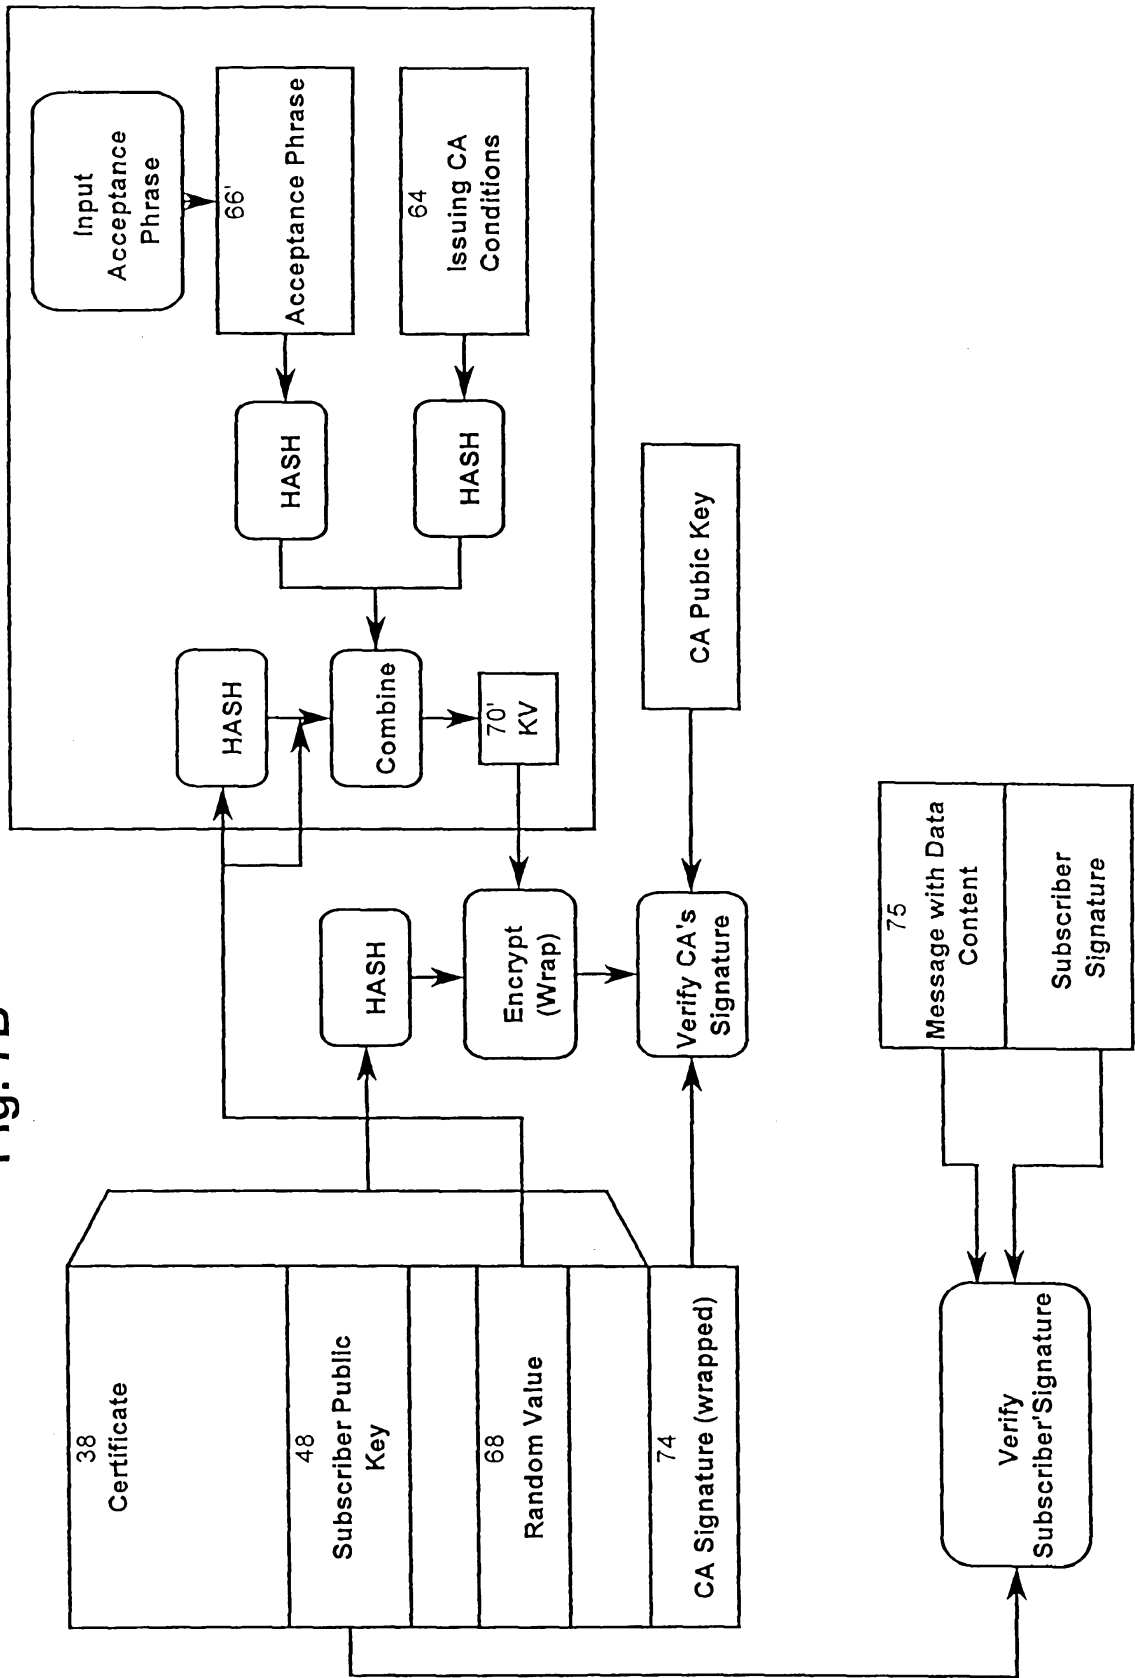 Fig. 7B
38
Certificate
48
Subscriber Public
Key
68
Random Value
74
CA Signature (wrapped)
HASH
Encrypt
(Wrap)
Verify CA's
Signature
HASH
Combine
70'
KV
HASH
HASH
Input
Acceptance
Phrase
66'
Acceptance Phrase
64
Issuing CA
Conditions
CA Pubic Key
Verify
Subscriber'Signature
75
Message with Data
Content
Subscriber
Signature